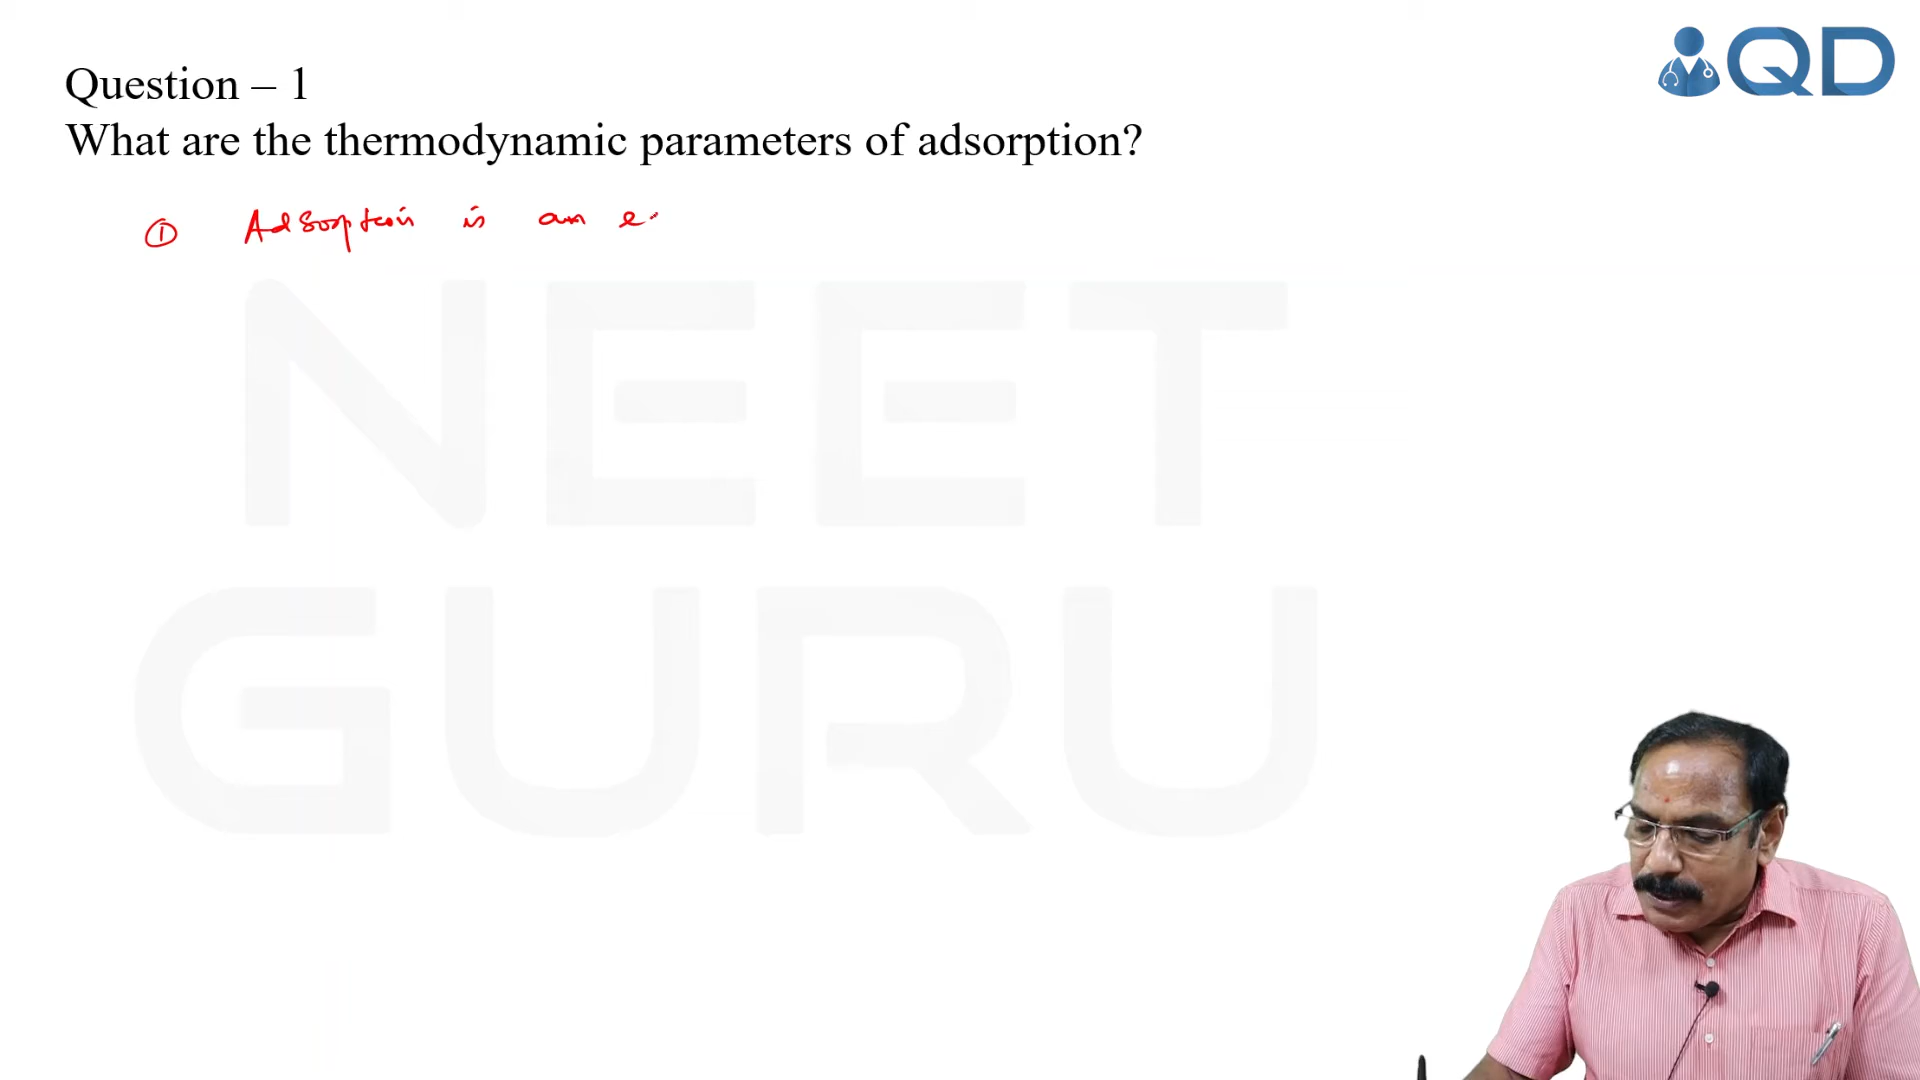 QD
Question – 1
What are the thermodynamic parameters of adsorption?
① Adsorption is an e
NEET
GURU